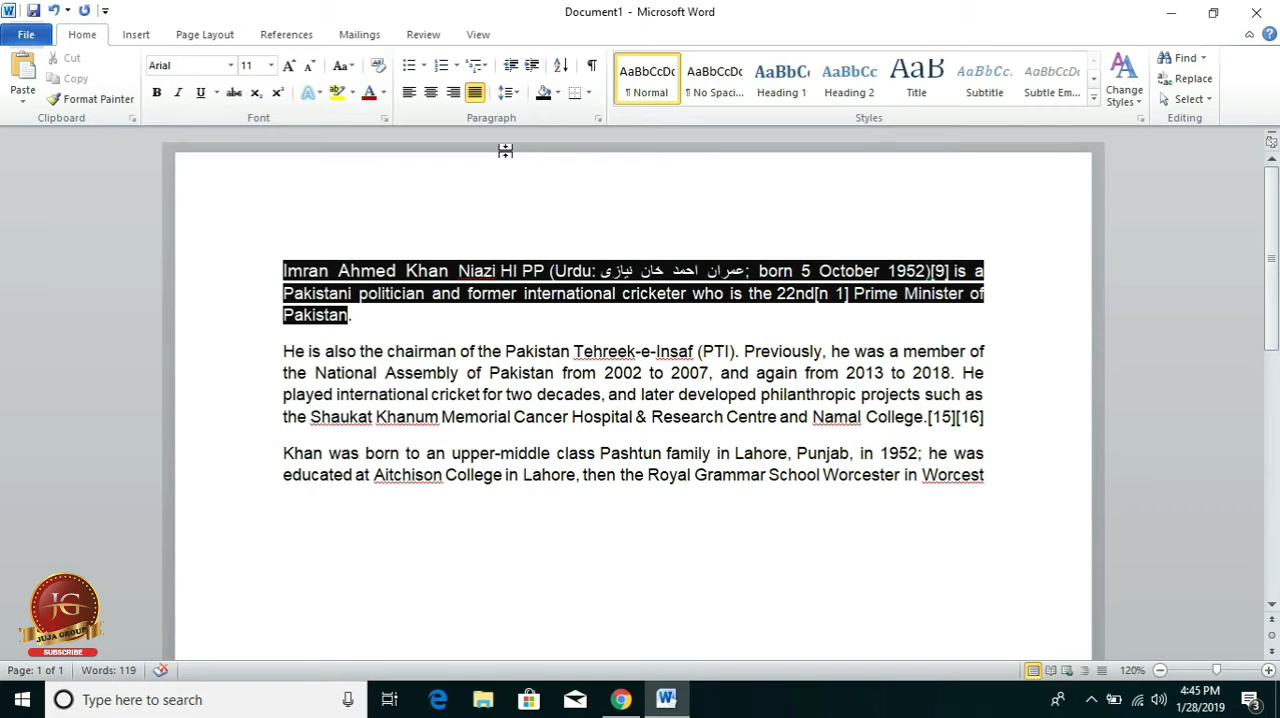 Document1 - Microsoft Word
File Home Insert Page Layout References Mailings Review View
Cut
Copy
Format Painter
Paste
Clipboard
Arial 11
Font
Paragraph
AaBbCcDc AaBbCcDc AaBbC AaBbCc AaB AaBbCcL AaBbCcDc
¶ Normal ¶ No Spaci... Heading 1 Heading 2 Title Subtitle Subtle Em...
Styles
Change
Styles
Find
Replace
Select
Editing
Imran Ahmed Khan Niazi HI PP (Urdu: عمران احمد خان نیازی; born 5 October 1952)[9] is a
Pakistani politician and former international cricketer who is the 22nd[n 1] Prime Minister of
Pakistan.
He is also the chairman of the Pakistan Tehreek-e-Insaf (PTI). Previously, he was a member of
the National Assembly of Pakistan from 2002 to 2007, and again from 2013 to 2018. He
played international cricket for two decades, and later developed philanthropic projects such as
the Shaukat Khanum Memorial Cancer Hospital & Research Centre and Namal College.[15][16]
Khan was born to an upper-middle class Pashtun family in Lahore, Punjab, in 1952; he was
educated at Aitchison College in Lahore, then the Royal Grammar School Worcester in Worcest
JG
JUJA GROUP
SUBSCRIBE
Page: 1 of 1 Words: 119 120%
Type here to search
4:45 PM
1/28/2019
3